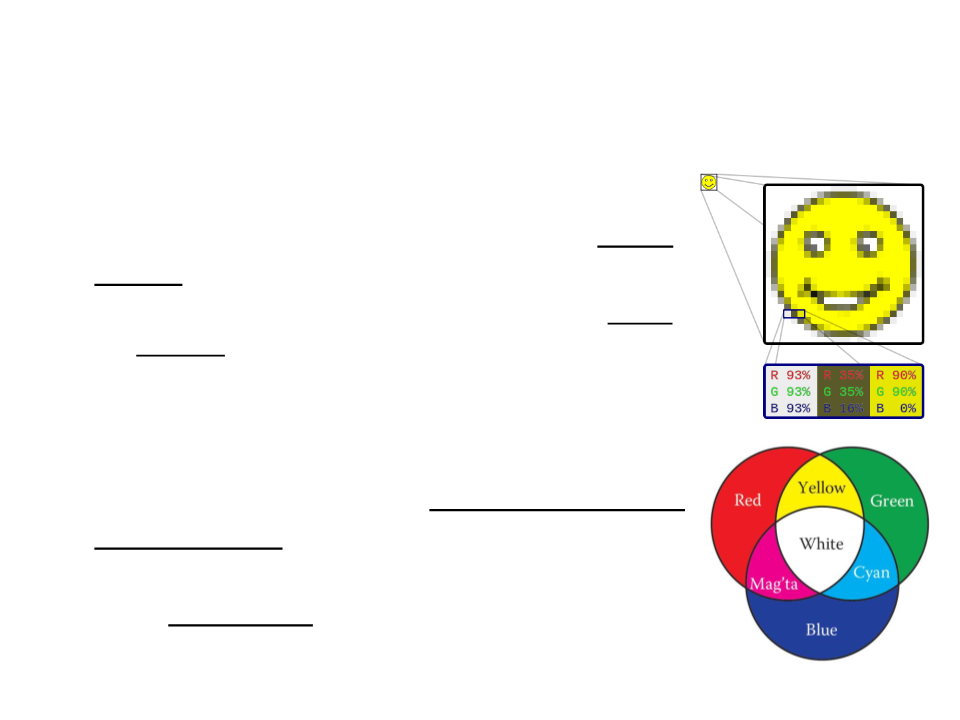 R 93% R 35% R 90%
G 93% G 35% G 90%
B 93% B 16% B 0%
Yellow
Red Green
White
Cyan
Mag'ta
Blue